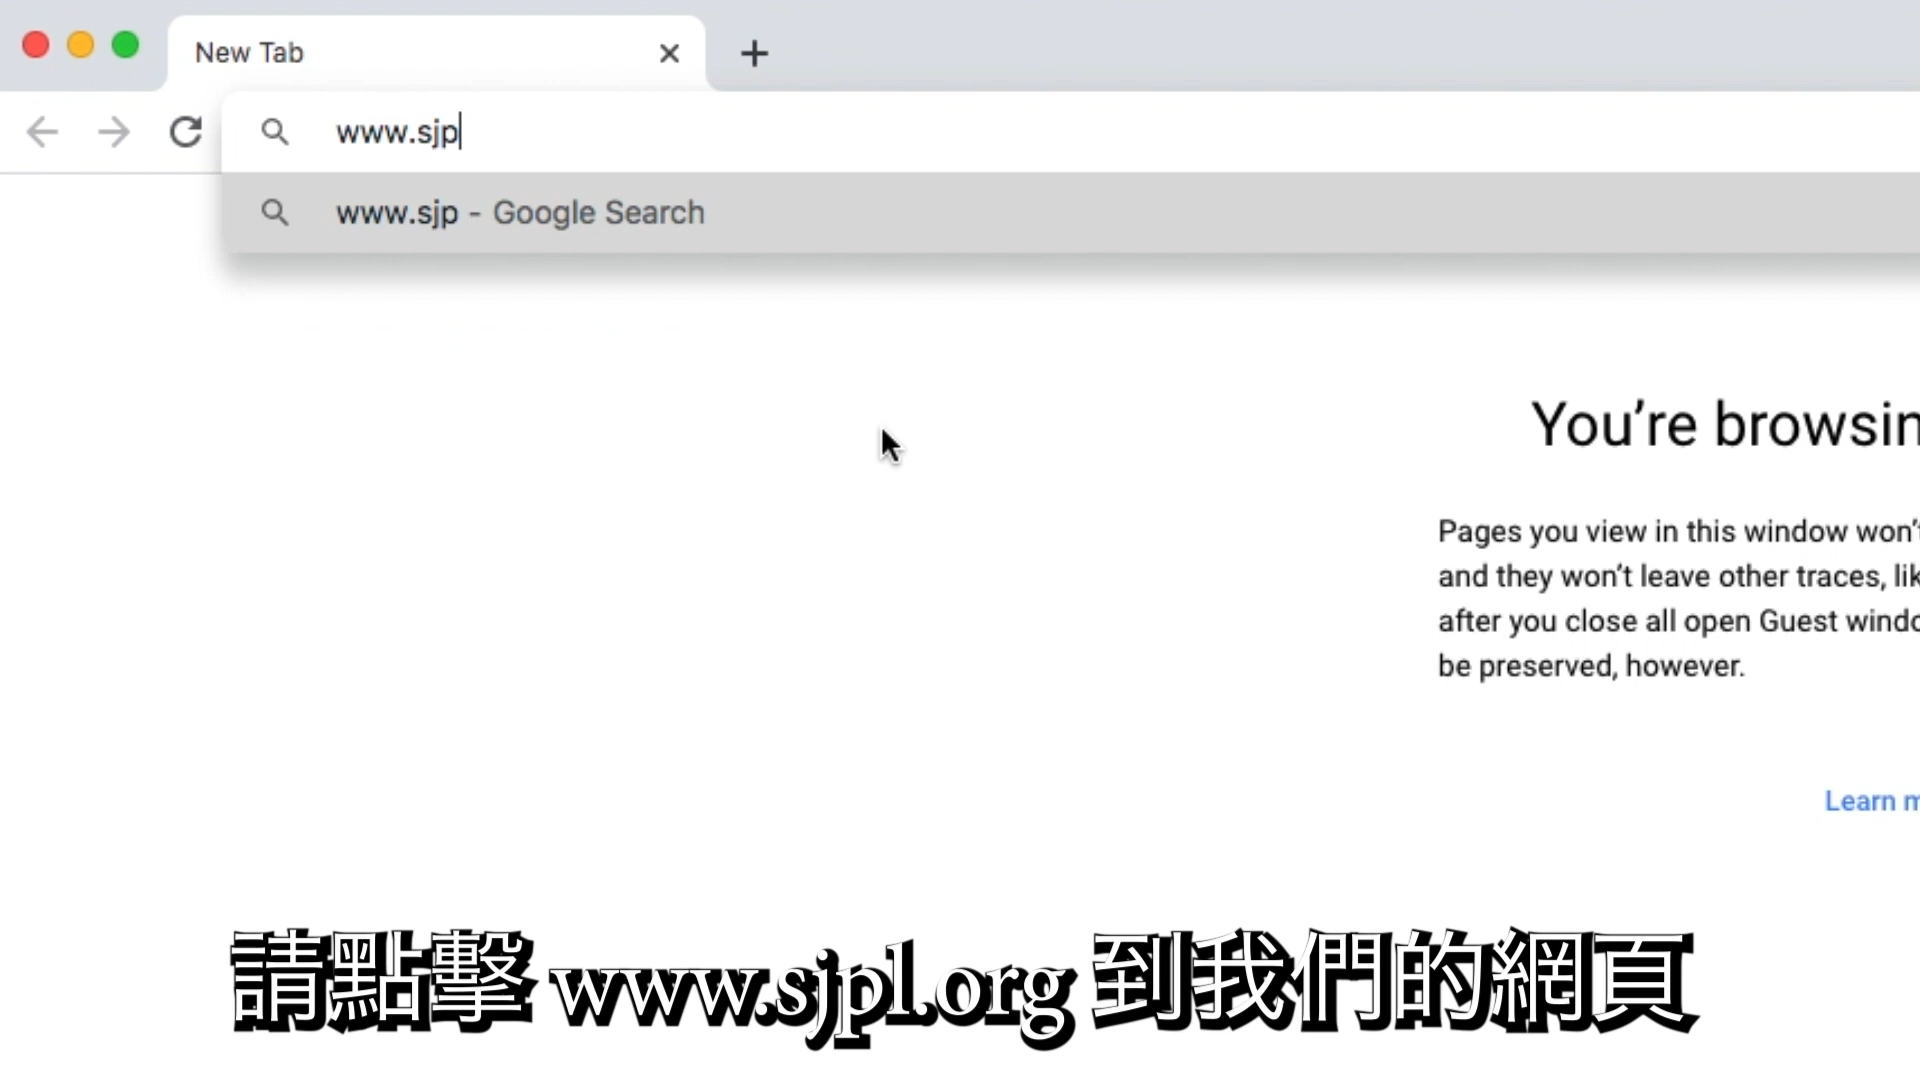 New Tab
www.sjp
www.sjp - Google Search
You're browsin
Pages you view in this window won't
and they won't leave other traces, lik
after you close all open Guest windo
be preserved, however.
Learn m
請點擊 www.sjpl.org 到我們的網頁